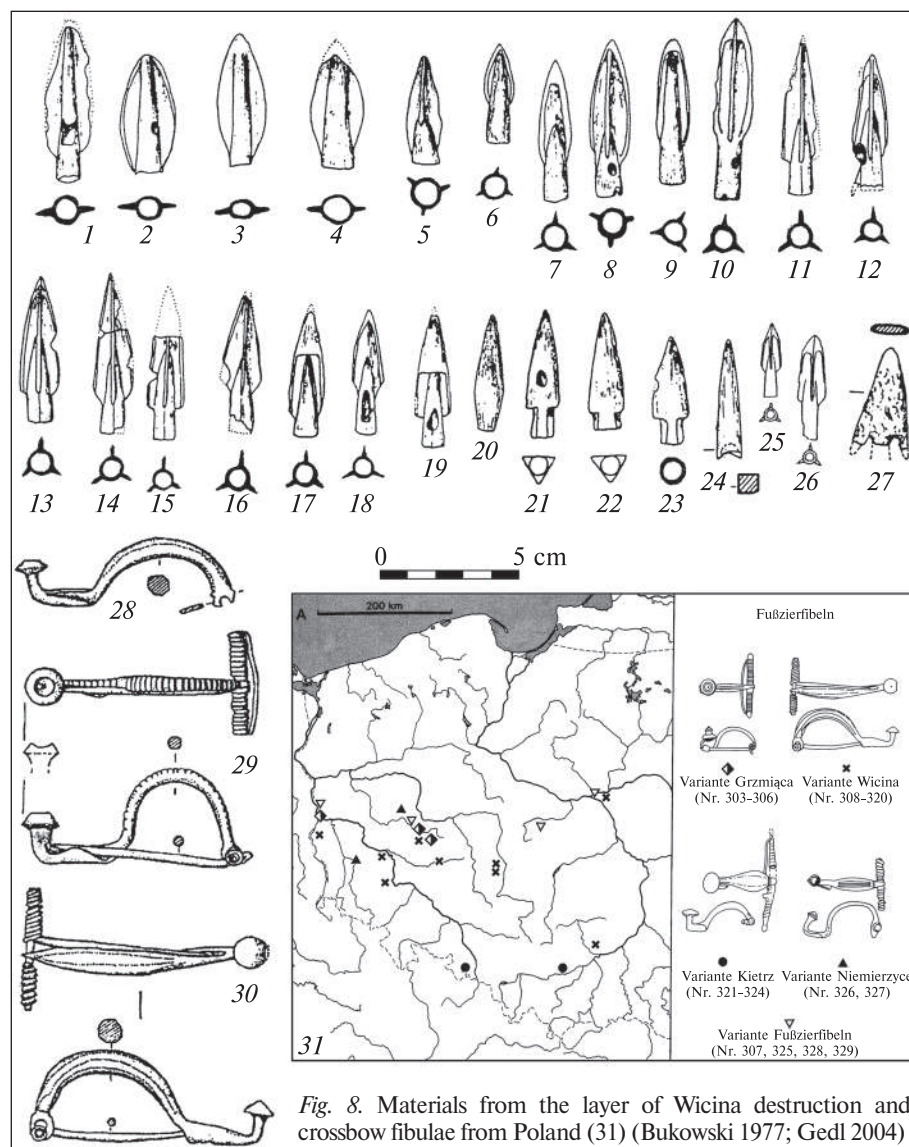 1 2 3 4 5 6 7 8 9 10 11 12
13 14 15 16 17 18 19 20 21 22 23 24 25 26 27
28
0 5 cm
29
30
A
200 km
31
Fußzierfibeln
Variante Grzmiąca
(Nr. 303-306)
Variante Wicina
(Nr. 308-320)
Variante Kietrz
(Nr. 321-324)
Variante Niemierzyce
(Nr. 326, 327)
Variante Fußzierfibeln
(Nr. 307, 325, 328, 329)
Fig. 8. Materials from the layer of Wicina destruction and
crossbow fibulae from Poland (31) (Bukowski 1977; Gedl 2004)